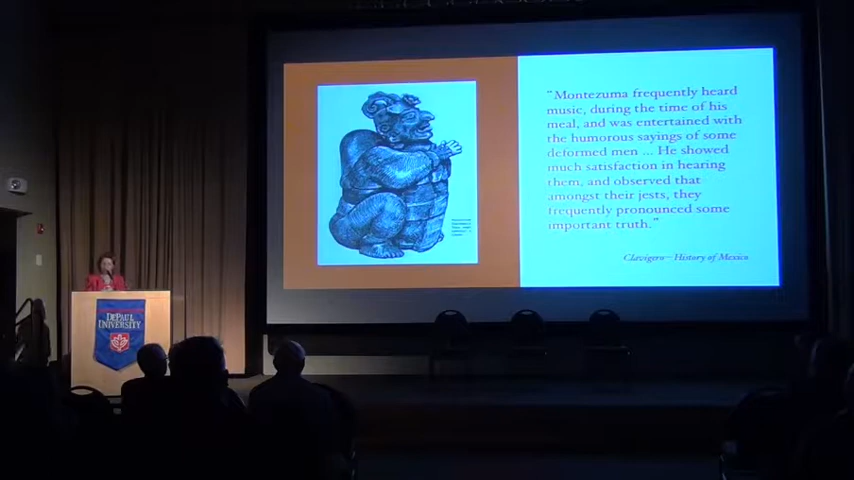 "Montezuma frequently heard
music, during the time of his
meal, and was entertained with
the humorous sayings of some
deformed men ... He showed
much satisfaction in hearing
them, and observed that
amongst their jests, they
frequently pronounced some
important truth."
Clavigero—History of Mexico
DEPAUL
UNIVERSITY